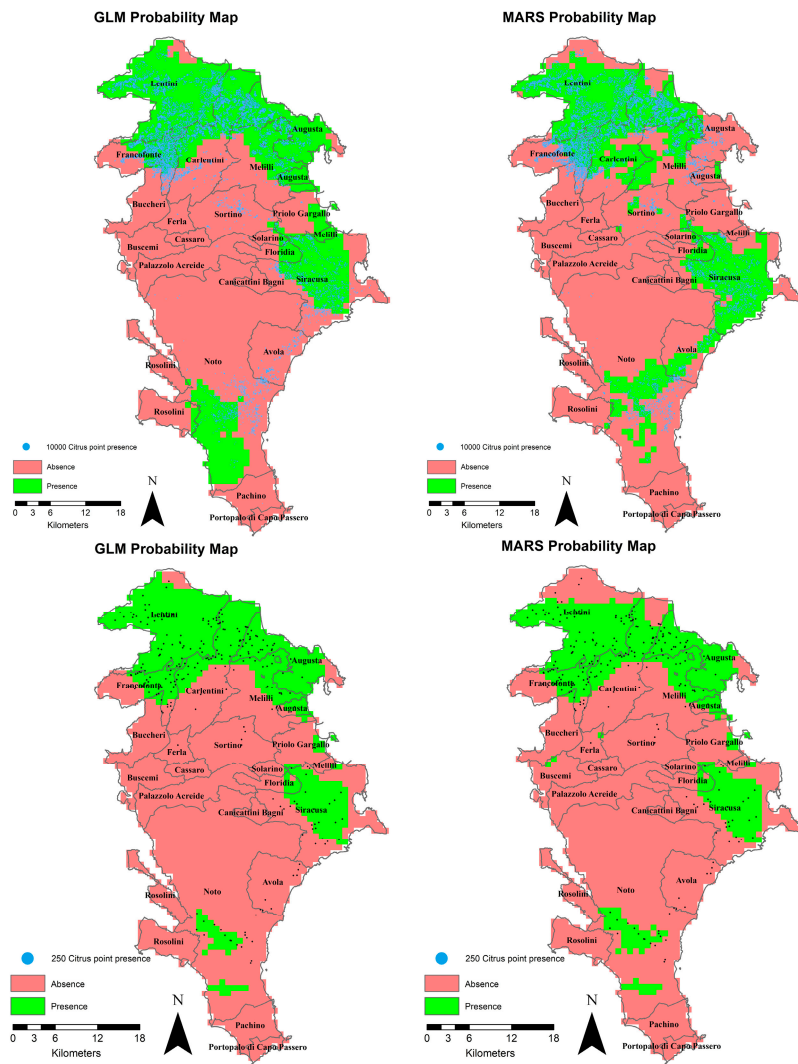 GLM Probability Map
Lentini
Augusta
Francofonte
Carlentini
Melilli
Augusta
Buccheri
Sortino
Priolo Gargallo
Ferla
Melilli
Solarino
Buscemi
Cassaro
Floridia
Palazzolo Acreide
Siracusa
Canicattini Bagni
Avola
Noto
Rosolini
Rosolini
10000 Citrus point presence
Absence
Presence
N
0 3 6 12 18
Kilometers
Pachino
Portopalo di Capo Passero
MARS Probability Map
Lentini
Augusta
Francofonte
Carlentini
Melilli
Augusta
Buccheri
Sortino
Priolo Gargallo
Ferla
Melilli
Solarino
Buscemi
Cassaro
Floridia
Palazzolo Acreide
Siracusa
Canicattini Bagni
Avola
Noto
Rosolini
Rosolini
10000 Citrus point presence
Absence
Presence
N
0 3 6 12 18
Kilometers
Pachino
Portopalo di Capo Passero
GLM Probability Map
Lentini
Augusta
Francofonte
Carlentini
Melilli
Augusta
Buccheri
Sortino
Priolo Gargallo
Ferla
Melilli
Solarino
Buscemi
Cassaro
Floridia
Palazzolo Acreide
Siracusa
Canicattini Bagni
Avola
Noto
Rosolini
Rosolini
250 Citrus point presence
Absence
Presence
N
0 3 6 12 18
Kilometers
Pachino
Portopalo di Capo Passero
MARS Probability Map
Lentini
Augusta
Francofonte
Carlentini
Melilli
Augusta
Buccheri
Sortino
Priolo Gargallo
Ferla
Melilli
Solarino
Buscemi
Cassaro
Floridia
Palazzolo Acreide
Siracusa
Canicattini Bagni
Avola
Noto
Rosolini
Rosolini
250 Citrus point presence
Absence
Presence
N
0 3 6 12 18
Kilometers
Pachino
Portopalo di Capo Passero